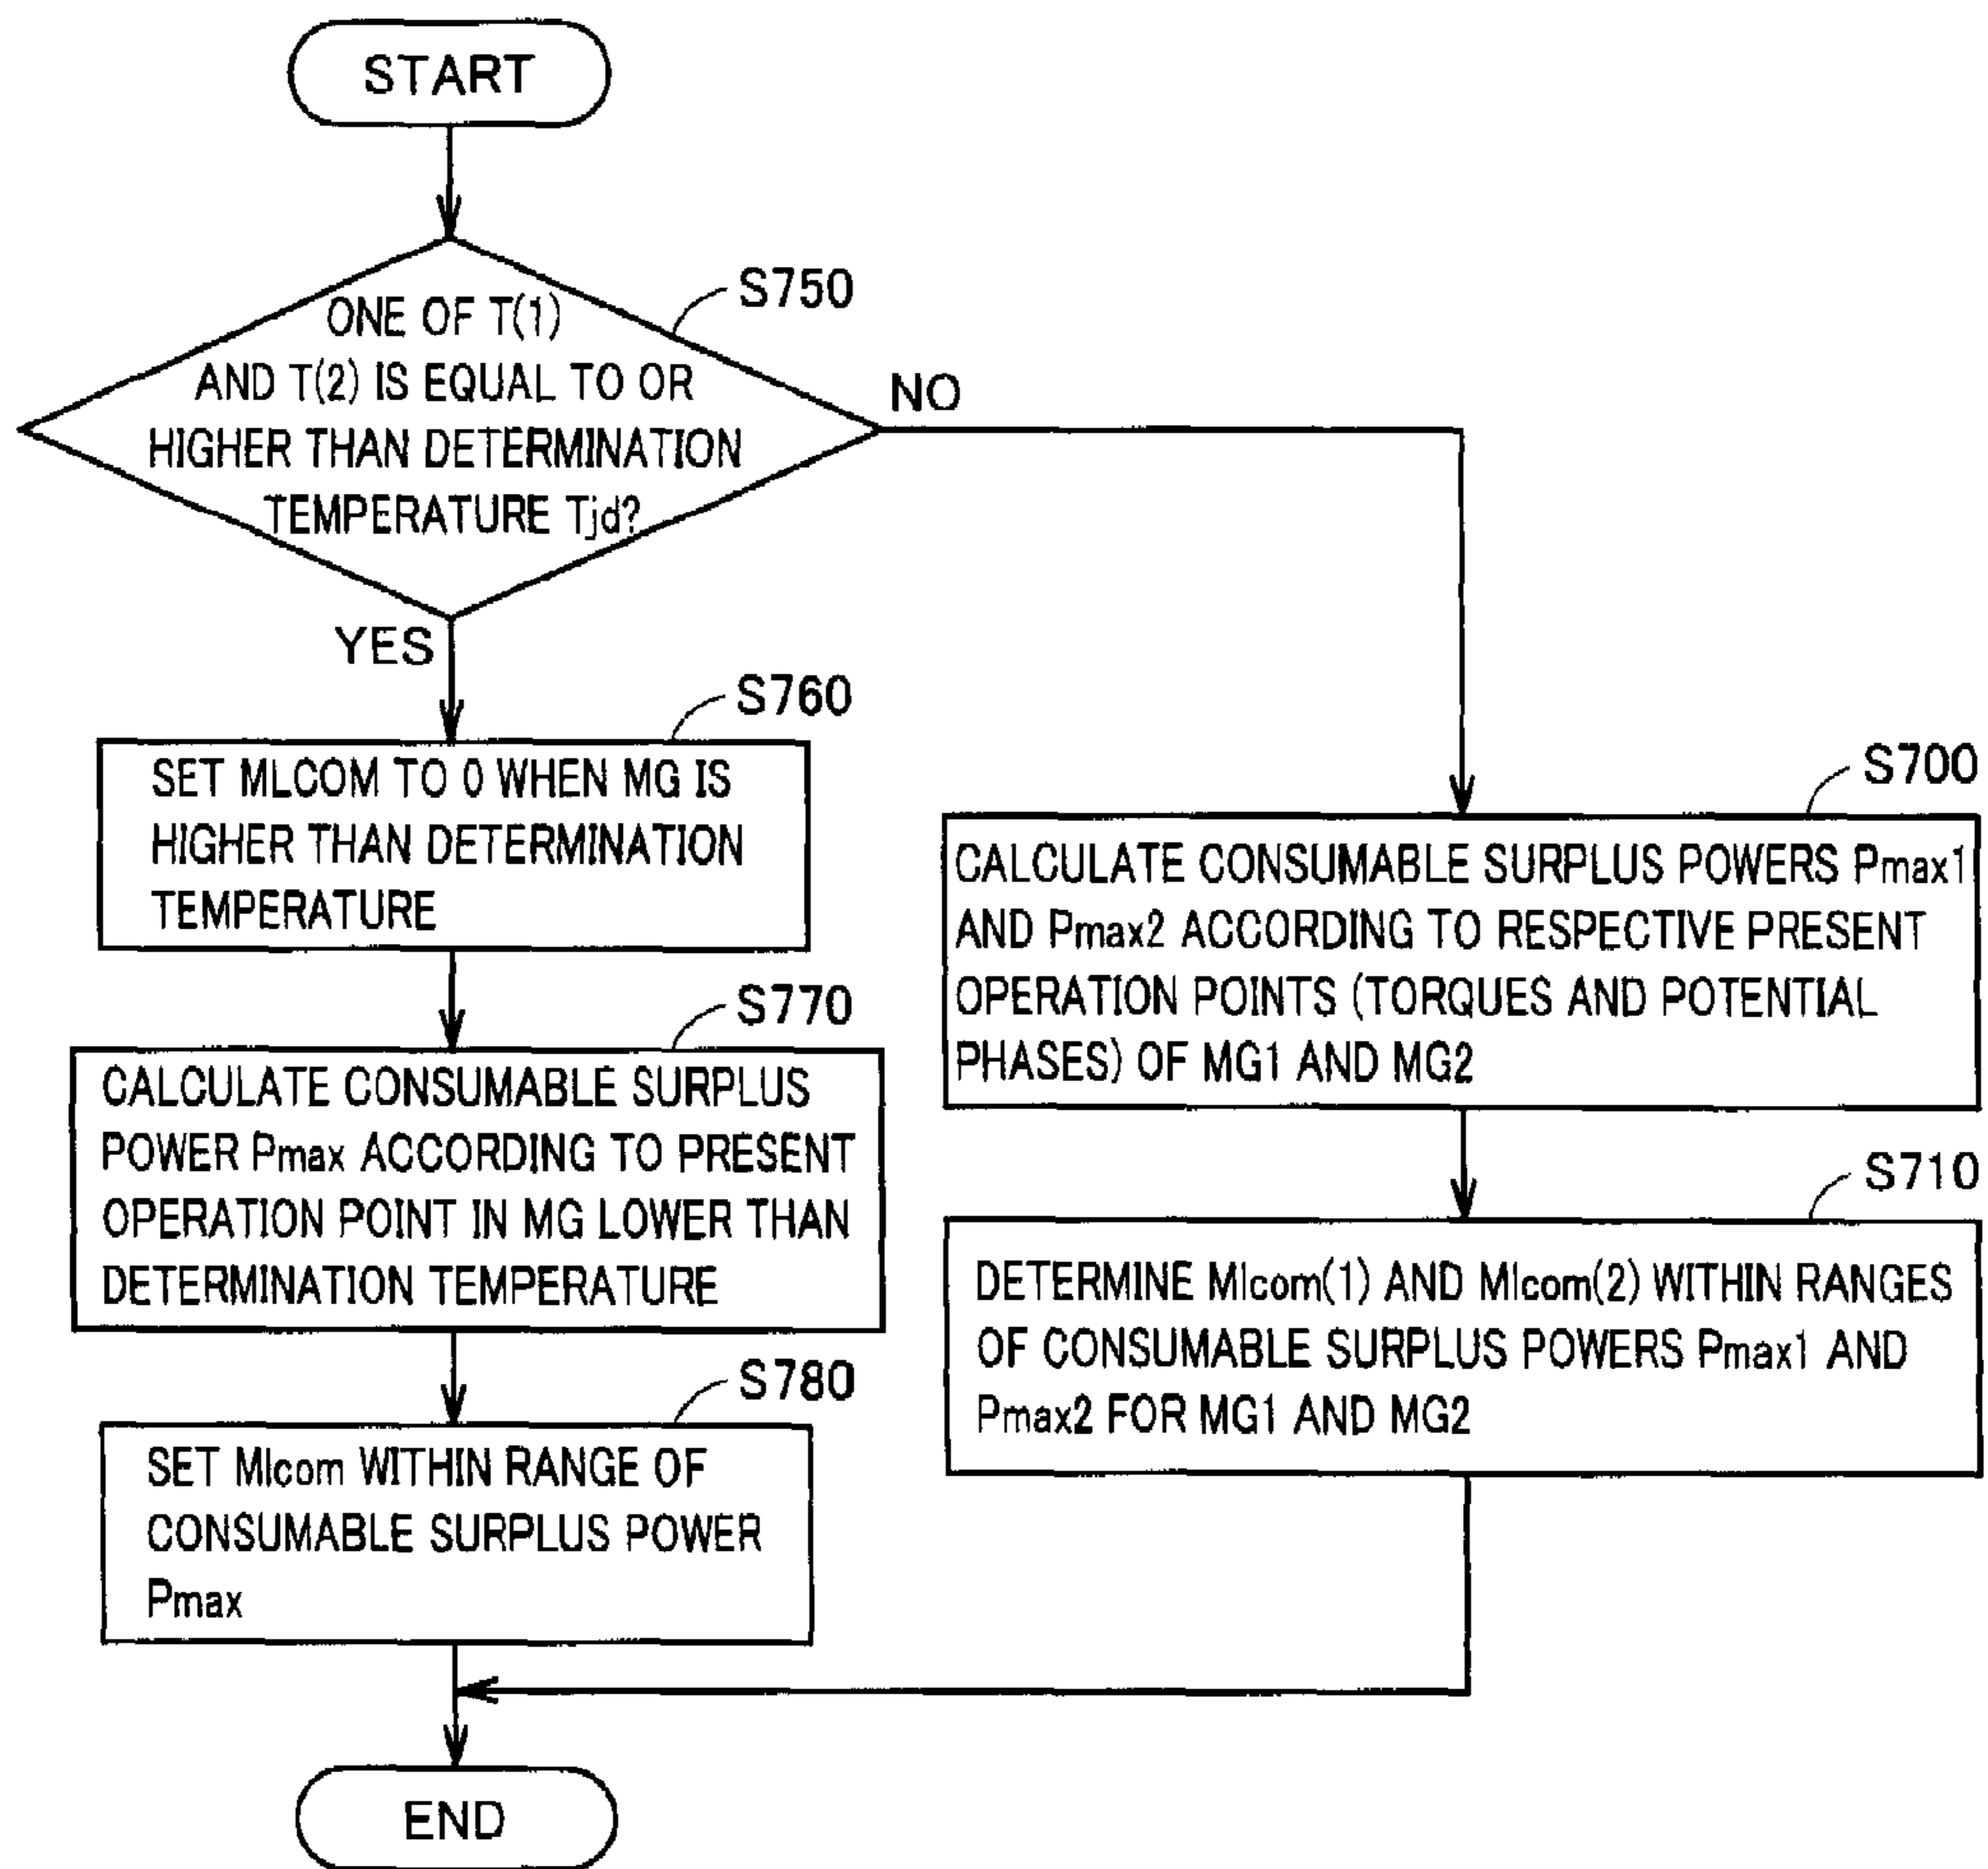 START
S750
ONE OF T(1)
AND T(2) IS EQUAL TO OR
HIGHER THAN DETERMINATION
TEMPERATURE Tjd?
NO
YES
S760
SET MLCOM TO 0 WHEN MG IS
HIGHER THAN DETERMINATION
TEMPERATURE
S770
CALCULATE CONSUMABLE SURPLUS
POWER Pmax ACCORDING TO PRESENT
OPERATION POINT IN MG LOWER THAN
DETERMINATION TEMPERATURE
S780
SET Mlcom WITHIN RANGE OF
CONSUMABLE SURPLUS POWER
Pmax
S700
CALCULATE CONSUMABLE SURPLUS POWERS Pmax1
AND Pmax2 ACCORDING TO RESPECTIVE PRESENT
OPERATION POINTS (TORQUES AND POTENTIAL
PHASES) OF MG1 AND MG2
S710
DETERMINE Mlcom(1) AND Mlcom(2) WITHIN RANGES
OF CONSUMABLE SURPLUS POWERS Pmax1 AND
Pmax2 FOR MG1 AND MG2
END